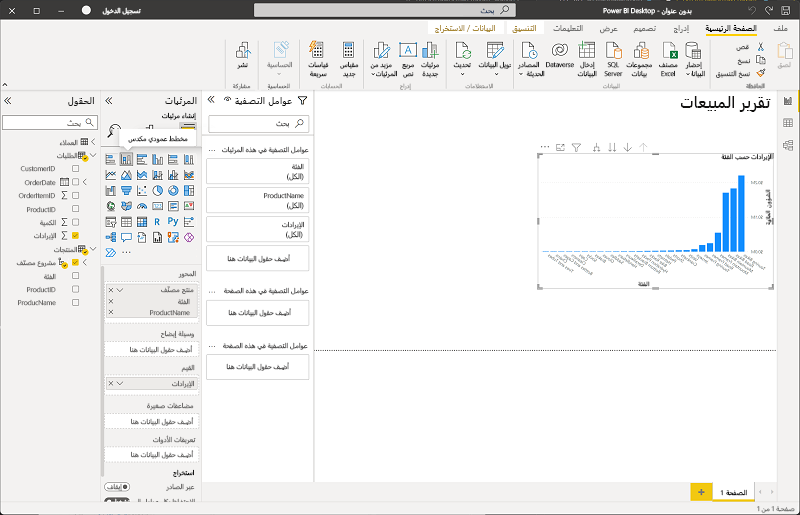 بدون عنوان - Power BI Desktop
بحث
تسجيل الدخول
ملف
الصفحة الرئيسية
إدراج
تصميم
عرض
التعليمات
التنسيق
البيانات / الاستخراج
لصق
قص
نسخ
نسخ التنسيق
الحافظة
إحضار البيانات
مصنف Excel
مجموعات بيانات
SQL Server
إدخال البيانات
Dataverse
المصادر الحديثة
البيانات
تحويل البيانات
تحديث
الاستعلامات
مرئيات جديدة
مربع نص
مزيد من المرئيات
إدراج
قياسات سريعة
مقياس جديد
الحساسية
الحساسية
نشر
مشاركة
تقرير المبيعات
الإيرادات حسب الفئة
الفئة
عوامل التصفية
بحث
عوامل التصفية في هذه المرئيات
الفئة
(الكل)
ProductName
(الكل)
الإيرادات
(الكل)
أضف حقول البيانات هنا
عوامل التصفية في هذه الصفحة
أضف حقول البيانات هنا
عوامل التصفية في هذه الصفحة
أضف حقول البيانات هنا
المرئيات
إنشاء مرئيات
مخطط عمودي مكدس
R
Py
المحور
منتج مصنّف
الفئة
ProductName
وسيلة إيضاح
أضف حقول البيانات هنا
القيم
الإيرادات
مضاعفات صغيرة
أضف حقول البيانات هنا
تعريفات الأدوات
أضف حقول البيانات هنا
استخراج
عبر الصادر
إيقاف
الحقول
بحث
العملاء
الطلبات
CustomerID
OrderDate
OrderItemID
ProductID
الكمية
الإيرادات
المنتجات
مشروع مصنّف
الفئة
ProductID
ProductName
الصفحة 1
صفحة 1 من 1